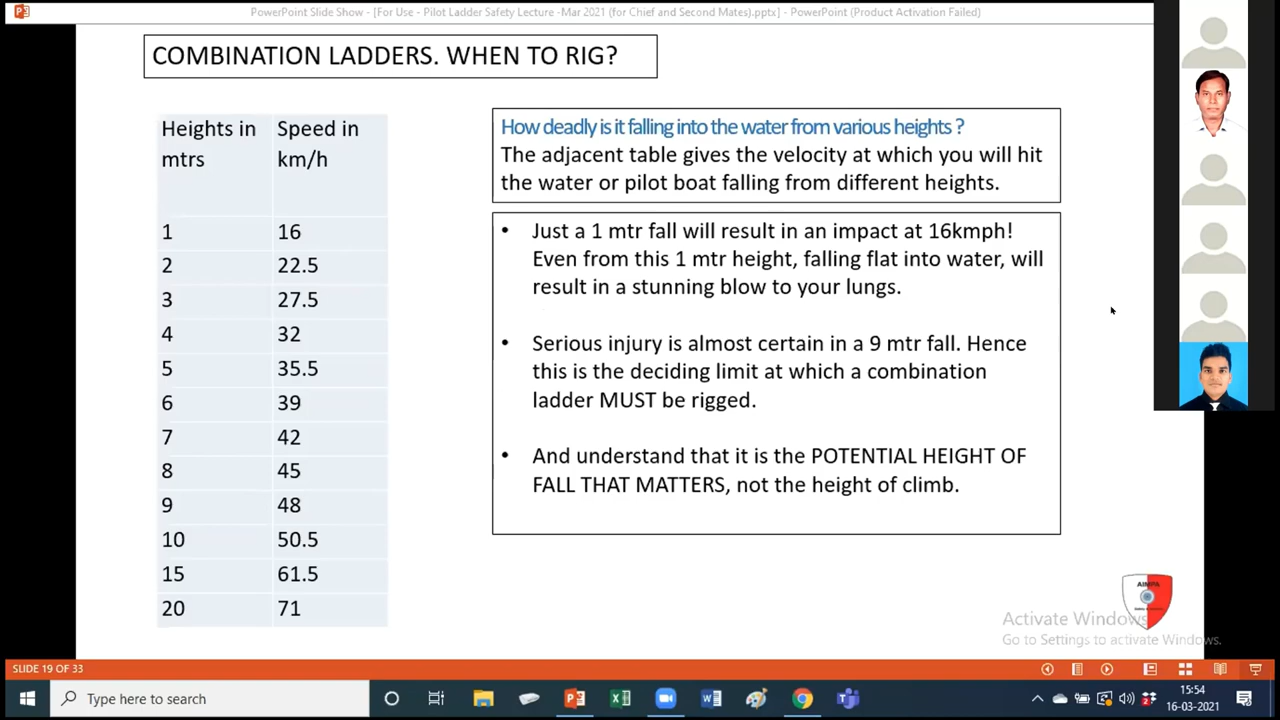 PowerPoint Slide Show - [For Use - Pilot Ladder Safety Lecture -Mar 2021 (for Chief and Second Mates).pptx] - PowerPoint (Product Activation Failed)
COMBINATION LADDERS. WHEN TO RIG?
Heights in mtrs Speed in km/h
1 16
2 22.5
3 27.5
4 32
5 35.5
6 39
7 42
8 45
9 48
10 50.5
15 61.5
20 71
How deadly is it falling into the water from various heights ?
The adjacent table gives the velocity at which you will hit
the water or pilot boat falling from different heights.
• Just a 1 mtr fall will result in an impact at 16kmph!
Even from this 1 mtr height, falling flat into water, will
result in a stunning blow to your lungs.
• Serious injury is almost certain in a 9 mtr fall. Hence
this is the deciding limit at which a combination
ladder MUST be rigged.
• And understand that it is the POTENTIAL HEIGHT OF
FALL THAT MATTERS, not the height of climb.
AIMPA
Activate Windows
Go to Settings to activate Windows.
SLIDE 19 OF 33
Type here to search
15:54
16-03-2021